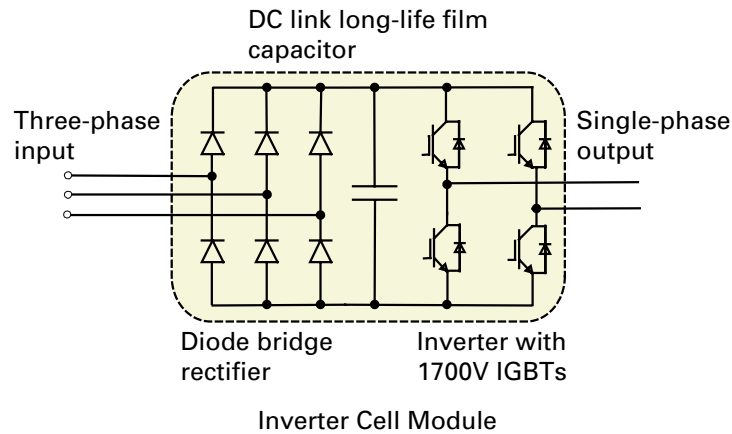 DC link long-life film
capacitor
Three-phase
input
Single-phase
output
Diode bridge
rectifier
Inverter with
1700V IGBTs
Inverter Cell Module